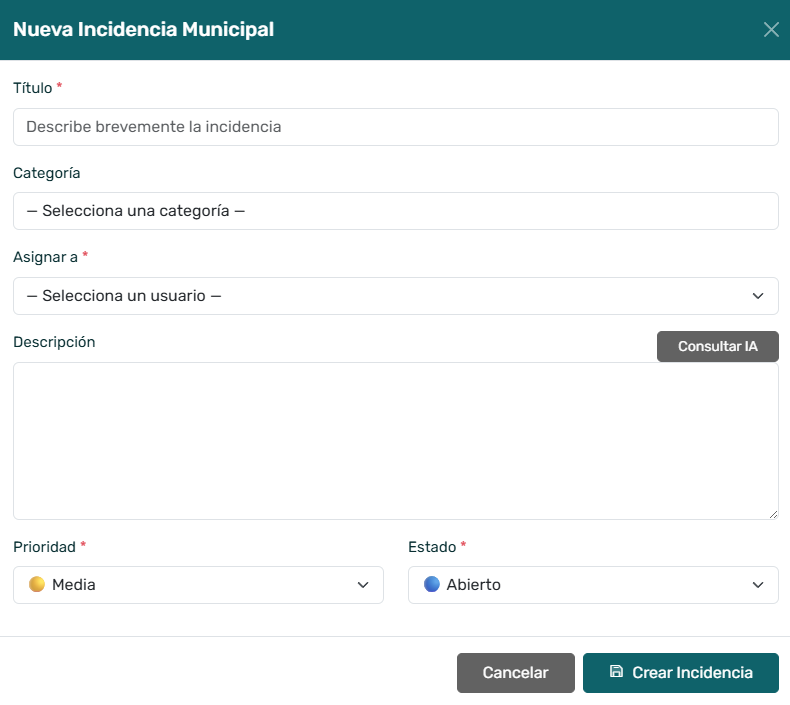 Nueva Incidencia Municipal
Título *
Describe brevemente la incidencia
Categoría
— Selecciona una categoría —
Asignar a *
— Selecciona un usuario —
Descripción
Consultar IA
Prioridad *
Estado *
Media
Abierto
Cancelar
Crear Incidencia